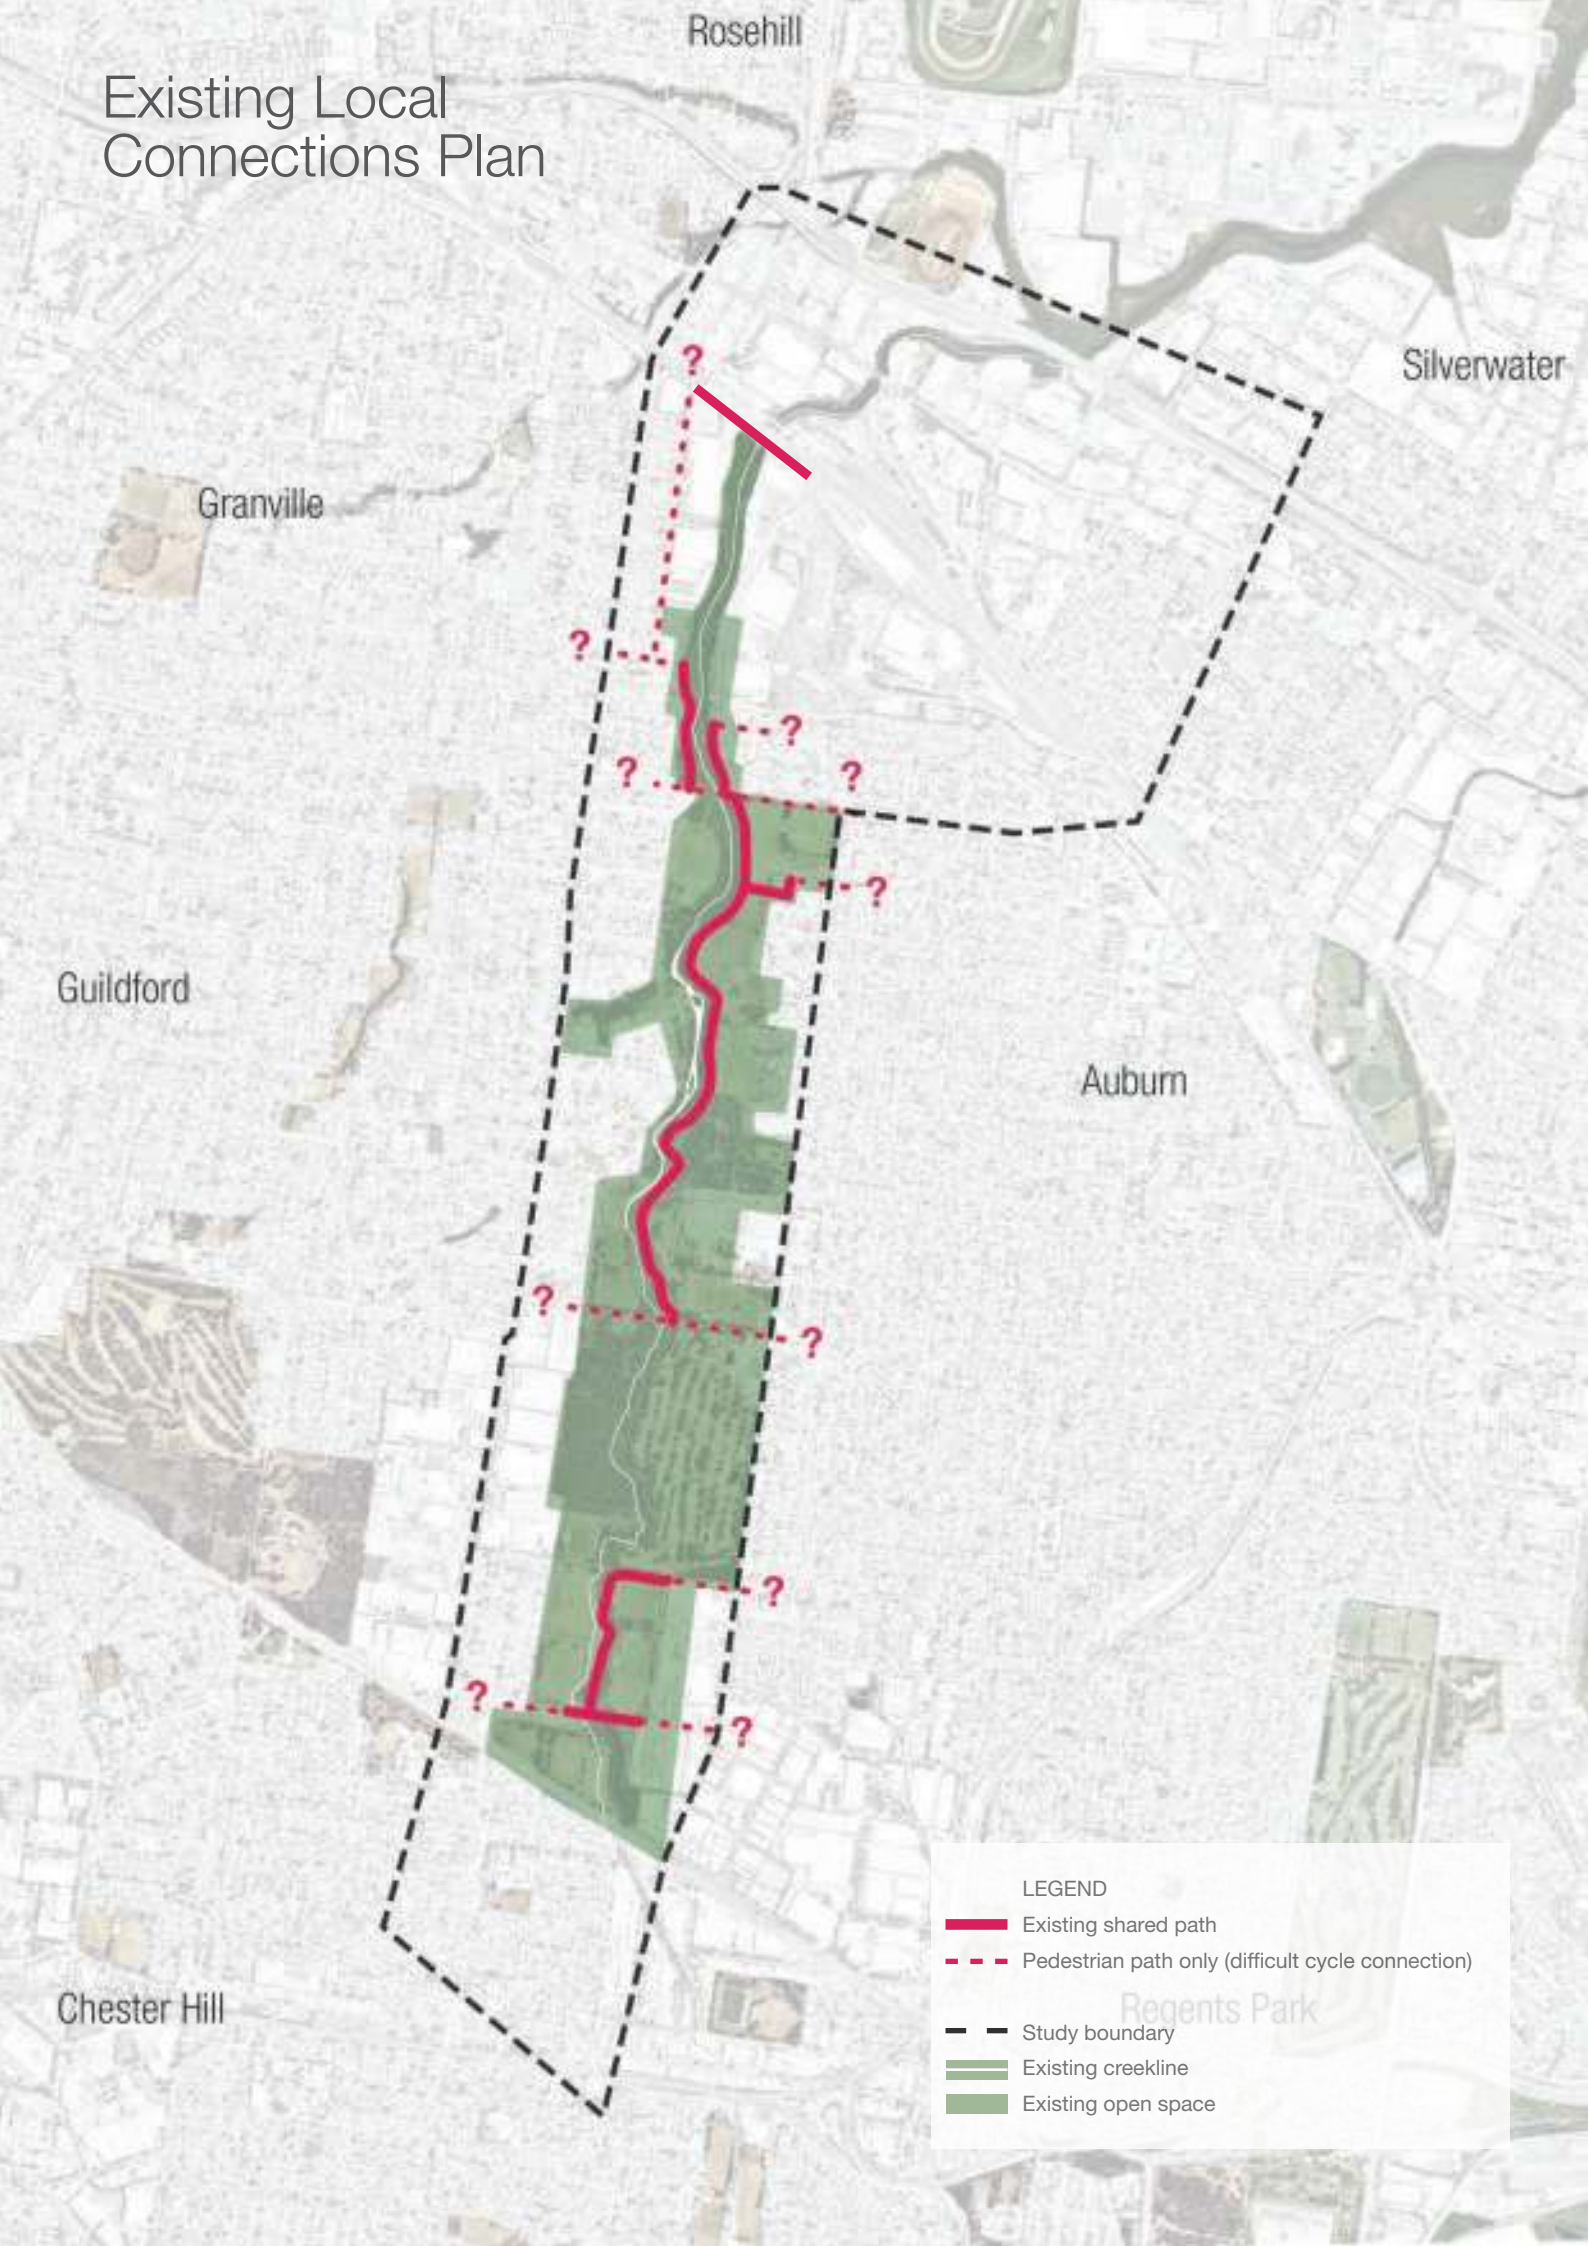 Rosehill
Existing Local
Connections Plan
?
Silverwater
Granville
?
?
?
?
?
Guildford
Auburn
?
?
?
?
?
LEGEND
Existing shared path
Pedestrian path only (difficult cycle connection)
Chester Hill
Regents Park
Study boundary
Existing creekline
Existing open space